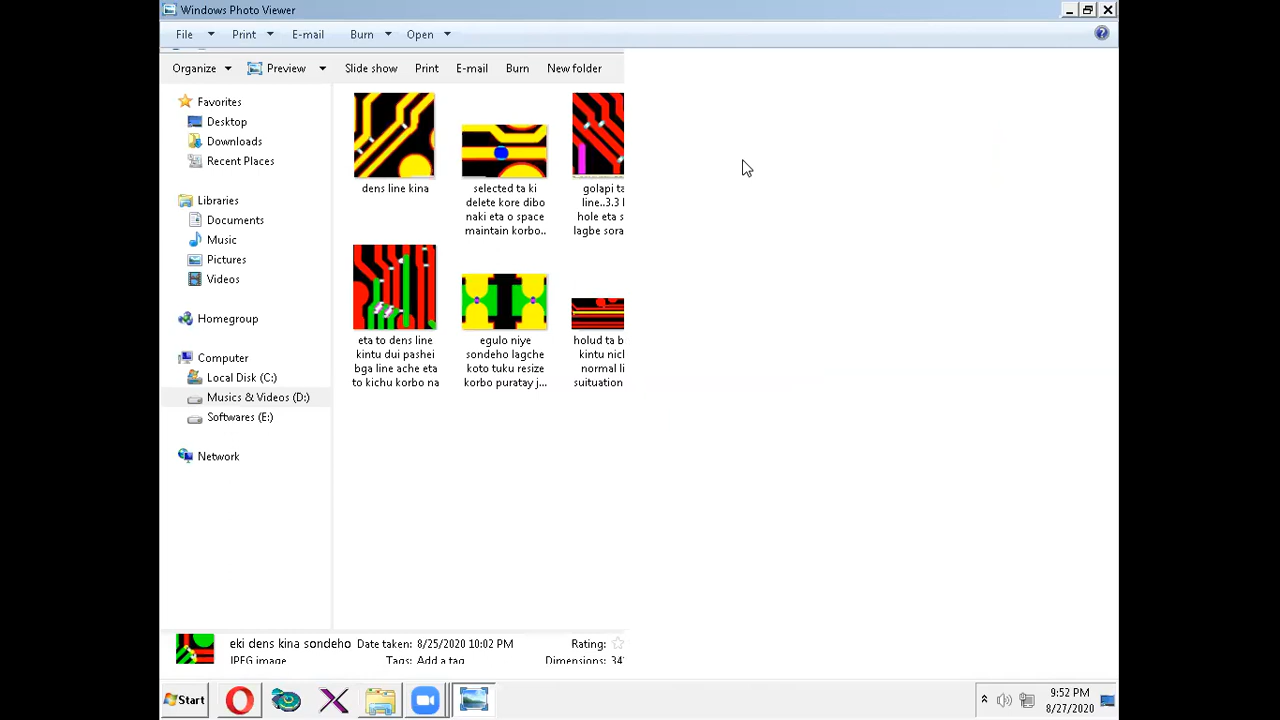 Windows Photo Viewer
File Print E-mail Burn Open
Organize Preview Slide show Print E-mail Burn New folder
Favorites
Desktop
Downloads
Recent Places
Libraries
Documents
Music
Pictures
Videos
Homegroup
Computer
Local Disk (C:)
Musics & Videos (D:)
Softwares (E:)
Network
dens line kina
selected ta ki
delete kore dibo
naki eta o space
maintain korbo..
golapi ta
line..3.3
hole eta s
lagbe sora
eta to dens line
kintu dui pashei
bga line ache eta
to kichu korbo na
egulo niye
sondeho lagche
koto tuku resize
korbo puratay j...
holud ta b
kintu nicl
normal li
suituation
eki dens kina sondeho Date taken: 8/25/2020 10:02 PM Rating:
JPEG image Tags: Add a tag Dimensions: 34
Start
9:52 PM
8/27/2020